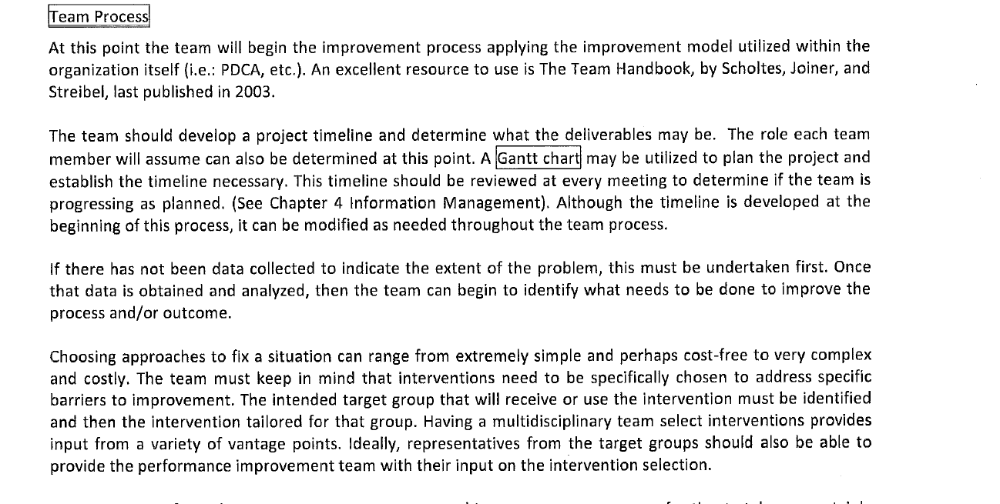 Team Process
At this point the team will begin the improvement process applying the improvement model utilized within the
organization itself (i.e.: PDCA, etc.). An excellent resource to use is The Team Handbook, by Scholtes, Joiner, and
Streibel, last published in 2003.
The team should develop a project timeline and determine what the deliverables may be. The role each team
member will assume can also be determined at this point. A Gantt chart may be utilized to plan the project and
establish the timeline necessary. This timeline should be reviewed at every meeting to determine if the team is
progressing as planned. (See Chapter 4 Information Management). Although the timeline is developed at the
beginning of this process, it can be modified as needed throughout the team process.
If there has not been data collected to indicate the extent of the problem, this must be undertaken first. Once
that data is obtained and analyzed, then the team can begin to identify what needs to be done to improve the
process and/or outcome.
Choosing approaches to fix a situation can range from extremely simple and perhaps cost-free to very complex
and costly. The team must keep in mind that interventions need to be specifically chosen to address specific
barriers to improvement. The intended target group that will receive or use the intervention must be identified
and then the intervention tailored for that group. Having a multidisciplinary team select interventions provides
input from a variety of vantage points. Ideally, representatives from the target groups should also be able to
provide the performance improvement team with their input on the intervention selection.